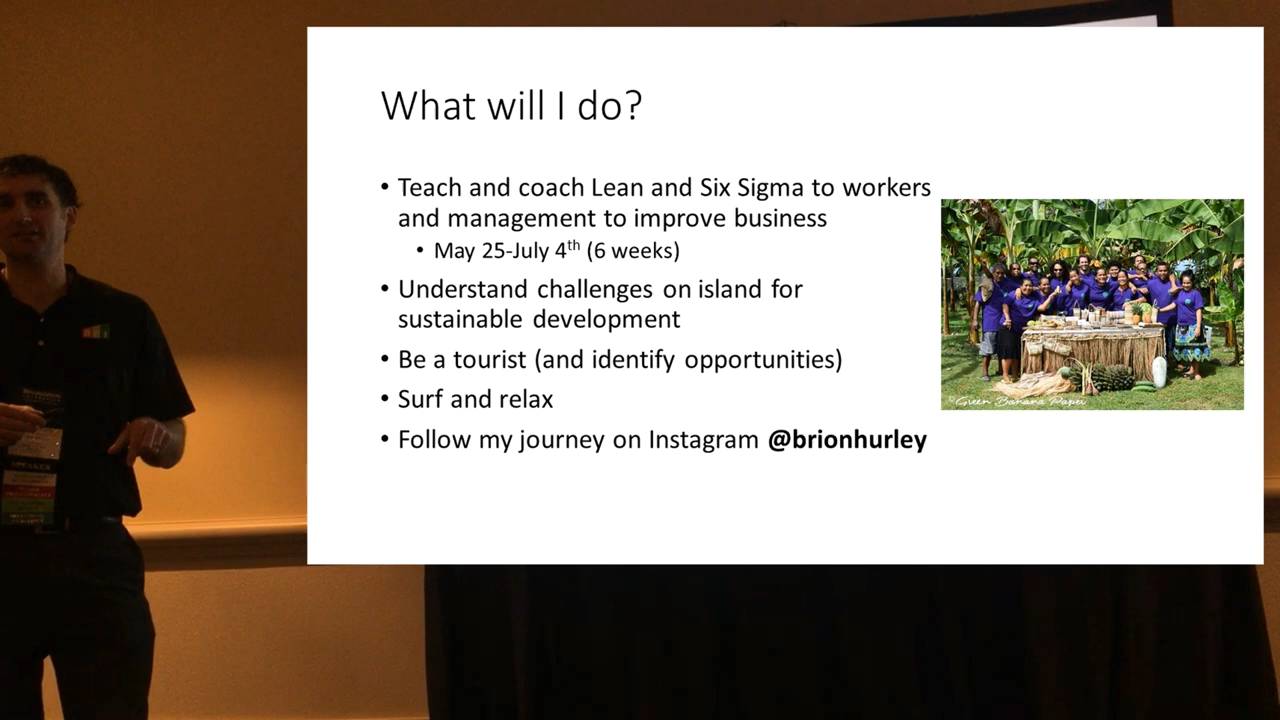 What will I do?
• Teach and coach Lean and Six Sigma to workers
and management to improve business
• May 25-July 4th (6 weeks)
• Understand challenges on island for
sustainable development
• Be a tourist (and identify opportunities)
• Surf and relax
• Follow my journey on Instagram @brionhurley
©Green Banana Paper
SPEAKER